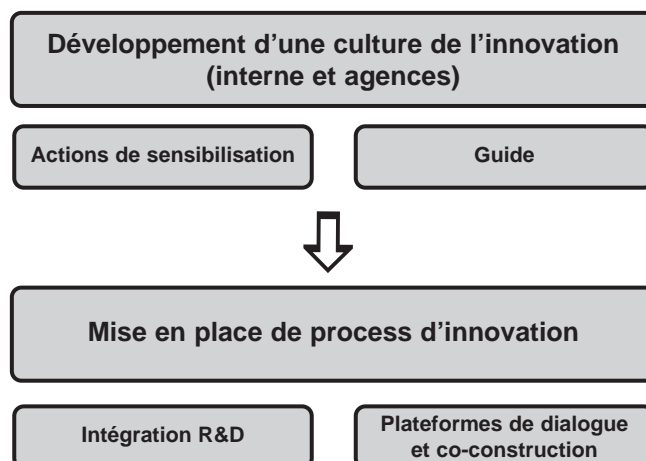 Développement d’une culture de l’innovation
(interne et agences)
Actions de sensibilisation
Guide
Mise en place de process d’innovation
Intégration R&D
Plateformes de dialogue
et co-construction